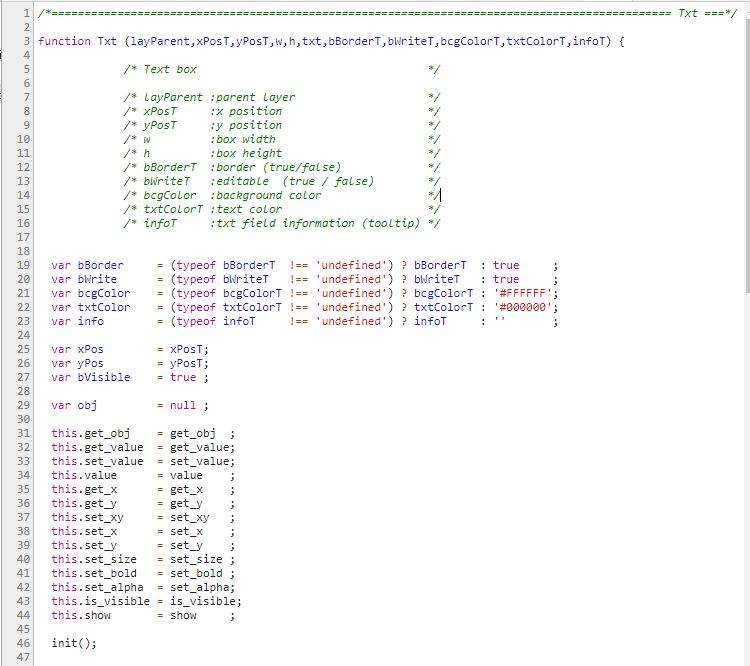 1 /*============================================================================================= Txt ===*/
2
3 function Txt (layParent,xPosT,yPosT,w,h,txt,bBorderT,bWriteT,bcgColorT,txtColorT,infoT) {
4
5 /* Text box */
6
7 /* layParent :parent layer */
8 /* xPosT :x position */
9 /* yPosT :y position */
10 /* w :box width */
11 /* h :box height */
12 /* bBorderT :border (true/false) */
13 /* bWriteT :editable (true / false) */
14 /* bcgColor :background color */
15 /* txtColorT :text color */
16 /* infoT :txt field information (tooltip) */
17
18
19 var bBorder = (typeof bBorderT !== 'undefined') ? bBorderT : true ;
20 var bWrite = (typeof bWriteT !== 'undefined') ? bWriteT : true ;
21 var bcgColor = (typeof bcgColorT !== 'undefined') ? bcgColorT : '#FFFFFF';
22 var txtColor = (typeof txtColorT !== 'undefined') ? txtColorT : '#000000';
23 var info = (typeof infoT !== 'undefined') ? infoT : '' ;
24
25 var xPos = xPosT;
26 var yPos = yPosT;
27 var bVisible = true ;
28
29 var obj = null ;
30
31 this.get_obj = get_obj ;
32 this.get_value = get_value;
33 this.set_value = set_value;
34 this.value = value ;
35 this.get_x = get_x ;
36 this.get_y = get_y ;
37 this.set_xy = set_xy ;
38 this.set_x = set_x ;
39 this.set_y = set_y ;
40 this.set_size = set_size ;
41 this.set_bold = set_bold ;
42 this.set_alpha = set_alpha;
43 this.is_visible = is_visible;
44 this.show = show ;
45
46 init();
47